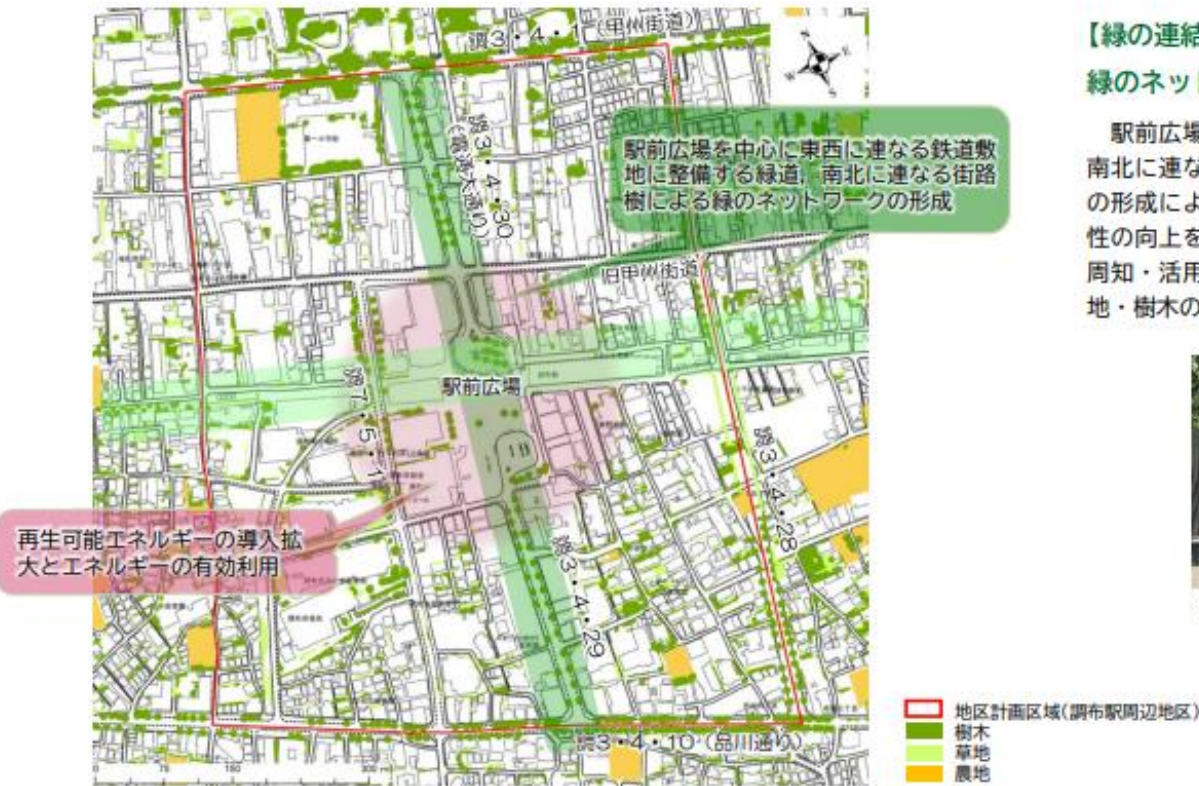 調3・4・1（甲州街道）
調3・4・30
（電通大通り）
駅前広場を中心に東西に連なる鉄道敷
地に整備する緑道，南北に連なる街路
樹による緑のネットワークの形成
旧甲州街道
駅前広場
調7・5・1
調3・4・28
再生可能エネルギーの導入拡
大とエネルギーの有効利用
調3・4・29
調3・4・10（品川通り）
N
E
W
S
0 75 150 300 m
【緑の連結
緑のネット
駅前広場
南北に連な
の形成によ
性の向上を
周知・活用
地・樹木の
地区計画区域（調布駅周辺地区）
樹木
草地
農地